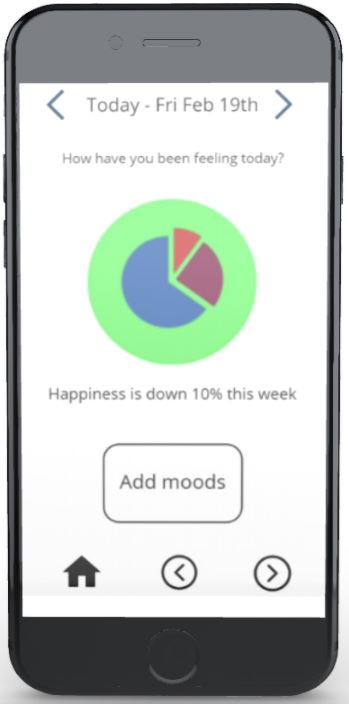 Today - Fri Feb 19th
How have you been feeling today?
Happiness is down 10% this week
Add moods